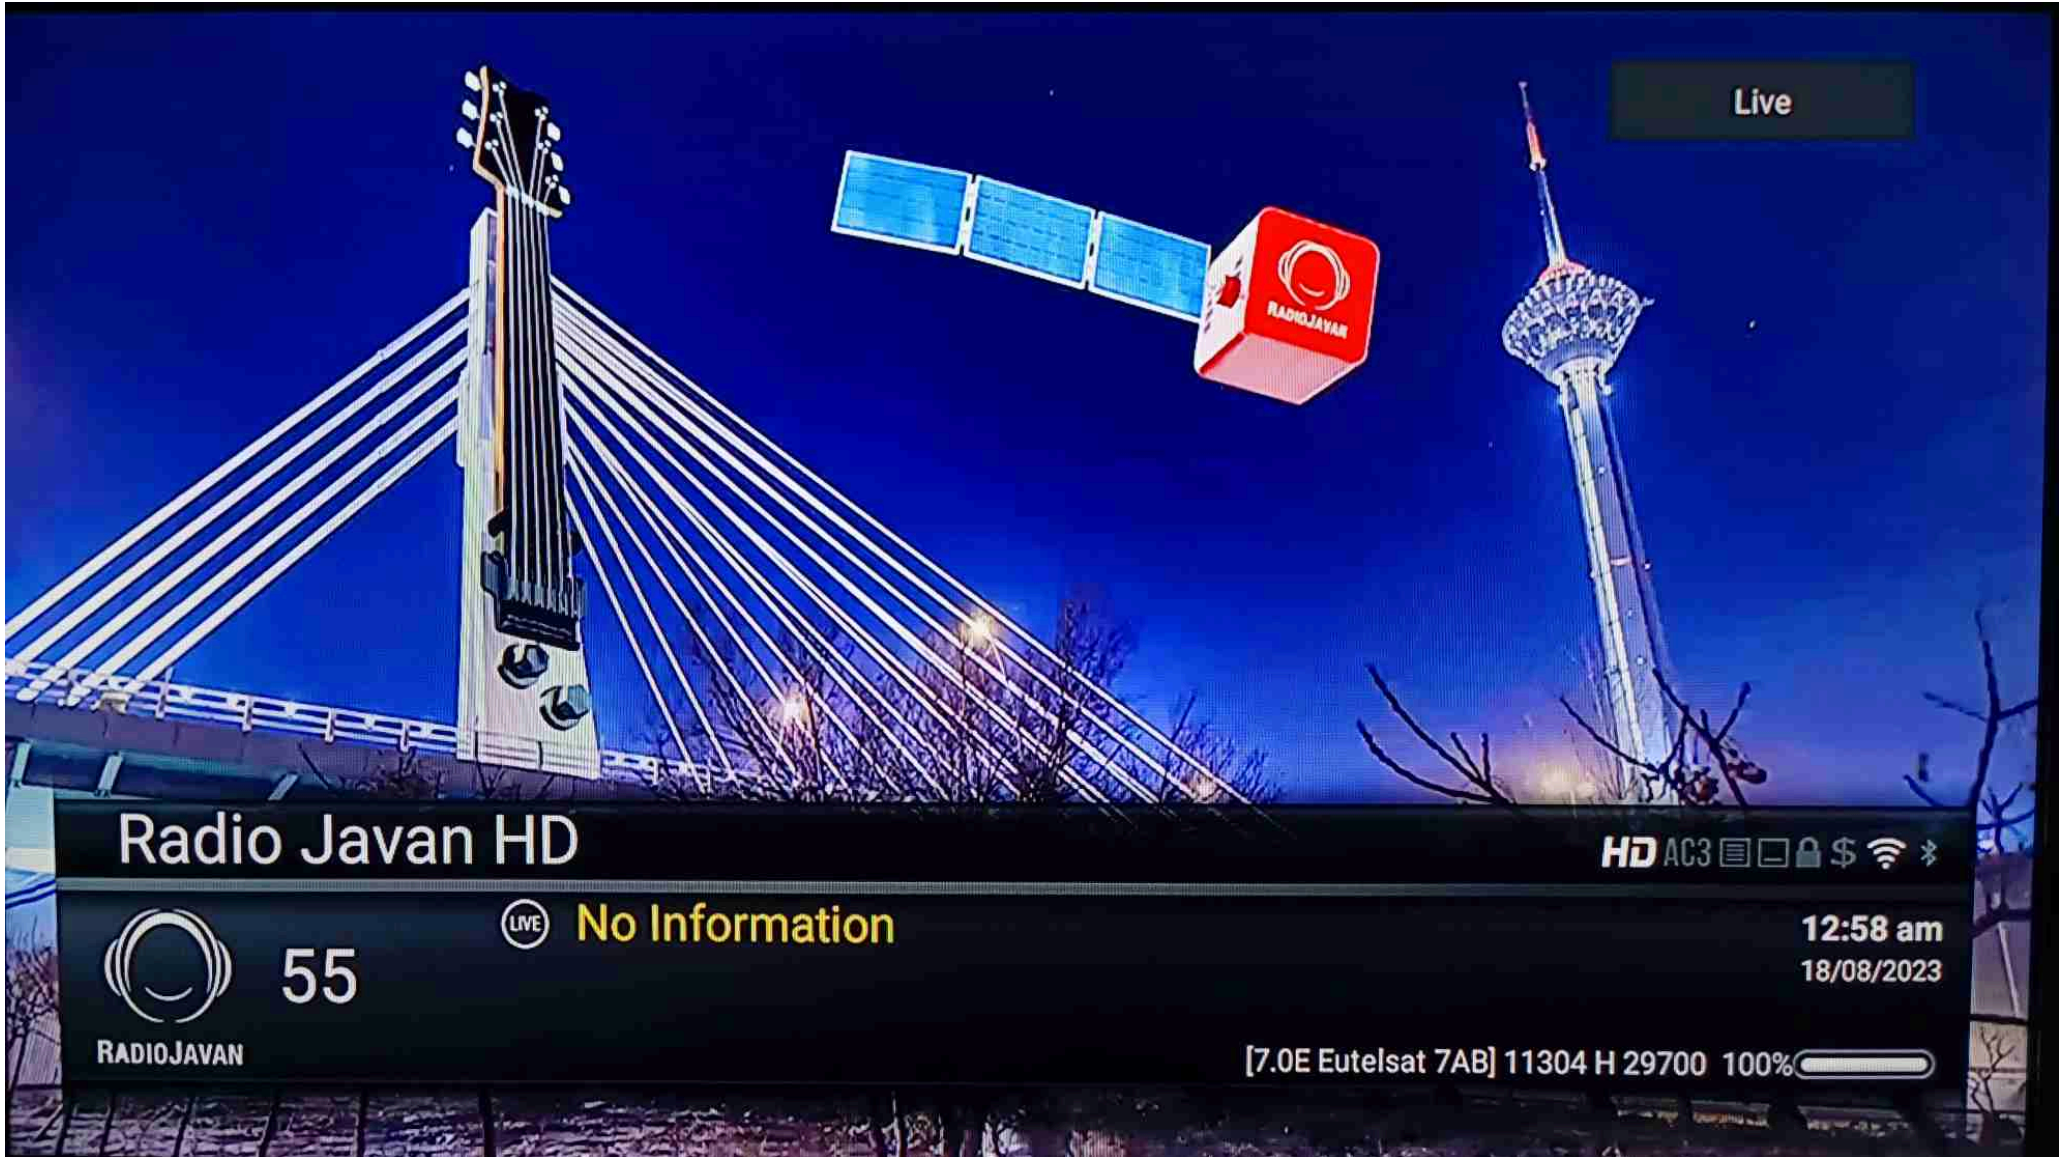 Live
RADIOJAVAN
Radio Javan HD
HD AC3 $
LIVE No Information
12:58 am
55
18/08/2023
RADIOJAVAN
[7.0E Eutelsat 7AB] 11304 H 29700 100%